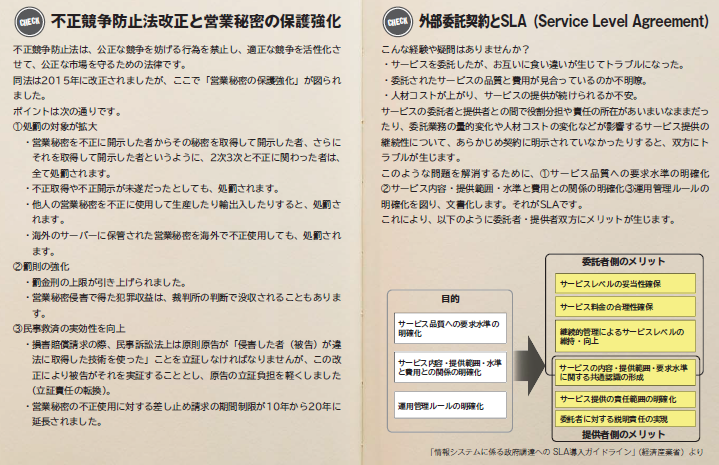 CHECK 不正競争防止法改正と営業秘密の保護強化
不正競争防止法は、公正な競争を妨げる行為を禁止し、適正な競争を活性化さ
せて、公正な市場を守るための法律です。
同法は2015年に改正されましたが、ここで「営業秘密の保護強化」が図られ
ました。
ポイントは次の通りです。
①処罰の対象が拡大
・営業秘密を不正に開示した者からその秘密を取得して開示した者、さらに
それを取得して開示した者というように、2次3次と不正に関わった者は、
全て処罰されます。
・不正取得や不正開示が未遂だったとしても、処罰されます。
・他人の営業秘密を不正に使用して生産したり輸出入したりすると、処罰さ
れます。
・海外のサーバーに保管された営業秘密を海外で不正使用しても、処罰され
ます。
②罰則の強化
・罰金刑の上限が引き上げられました。
・営業秘密侵害で得た犯罪収益は、裁判所の判断で没収されることもありま
す。
③民事救済の実効性を向上
・損害賠償請求の際、民事訴訟法上は原則原告が「侵害した者（被告）が違
法に取得した技術を使った」ことを立証しなければなりませんが、この改
正により被告がそれを実証することとし、原告の立証負担を軽くしました
（立証責任の転換）。
・営業秘密の不正使用に対する差し止め請求の期間制限が10年から20年に
延長されました。
CHECK 外部委託契約とSLA（Service Level Agreement）
こんな経験や疑問はありませんか？
・サービスを委託したが、お互いに食い違いが生じてトラブルになった。
・委託されたサービスの品質と費用が見合っているのか不明瞭。
・人材コストが上がり、サービスの提供が続けられるか不安。
サービスの委託者と提供者との間で役割分担や責任の所在があいまいなままだっ
たり、委託業務の量的変化や人材コストの変化などが影響するサービス提供の
継続性について、あらかじめ契約に明示されていなかったりすると、双方にト
ラブルが生じます。
このような問題を解消するために、①サービス品質への要求水準の明確化
②サービス内容・提供範囲・水準と費用との関係の明確化③運用管理ルールの
明確化を図り、文書化します。それがSLAです。
これにより、以下のように委託者・提供者双方にメリットが生じます。
目的
サービス品質への要求水準の
明確化
サービス内容・提供範囲・水準
と費用との関係の明確化
運用管理ルールの明確化
委託者側のメリット
サービスレベルの妥当性確保
サービス料金の合理性確保
継続的管理によるサービスレベルの
維持・向上
サービスの内容・提供範囲・要求水準
に関する共通認識の形成
サービス提供の責任範囲の明確化
委託者に対する説明責任の実現
提供者側のメリット
「情報システムに係る政府調達への SLA導入ガイドライン」（経済産業省）より